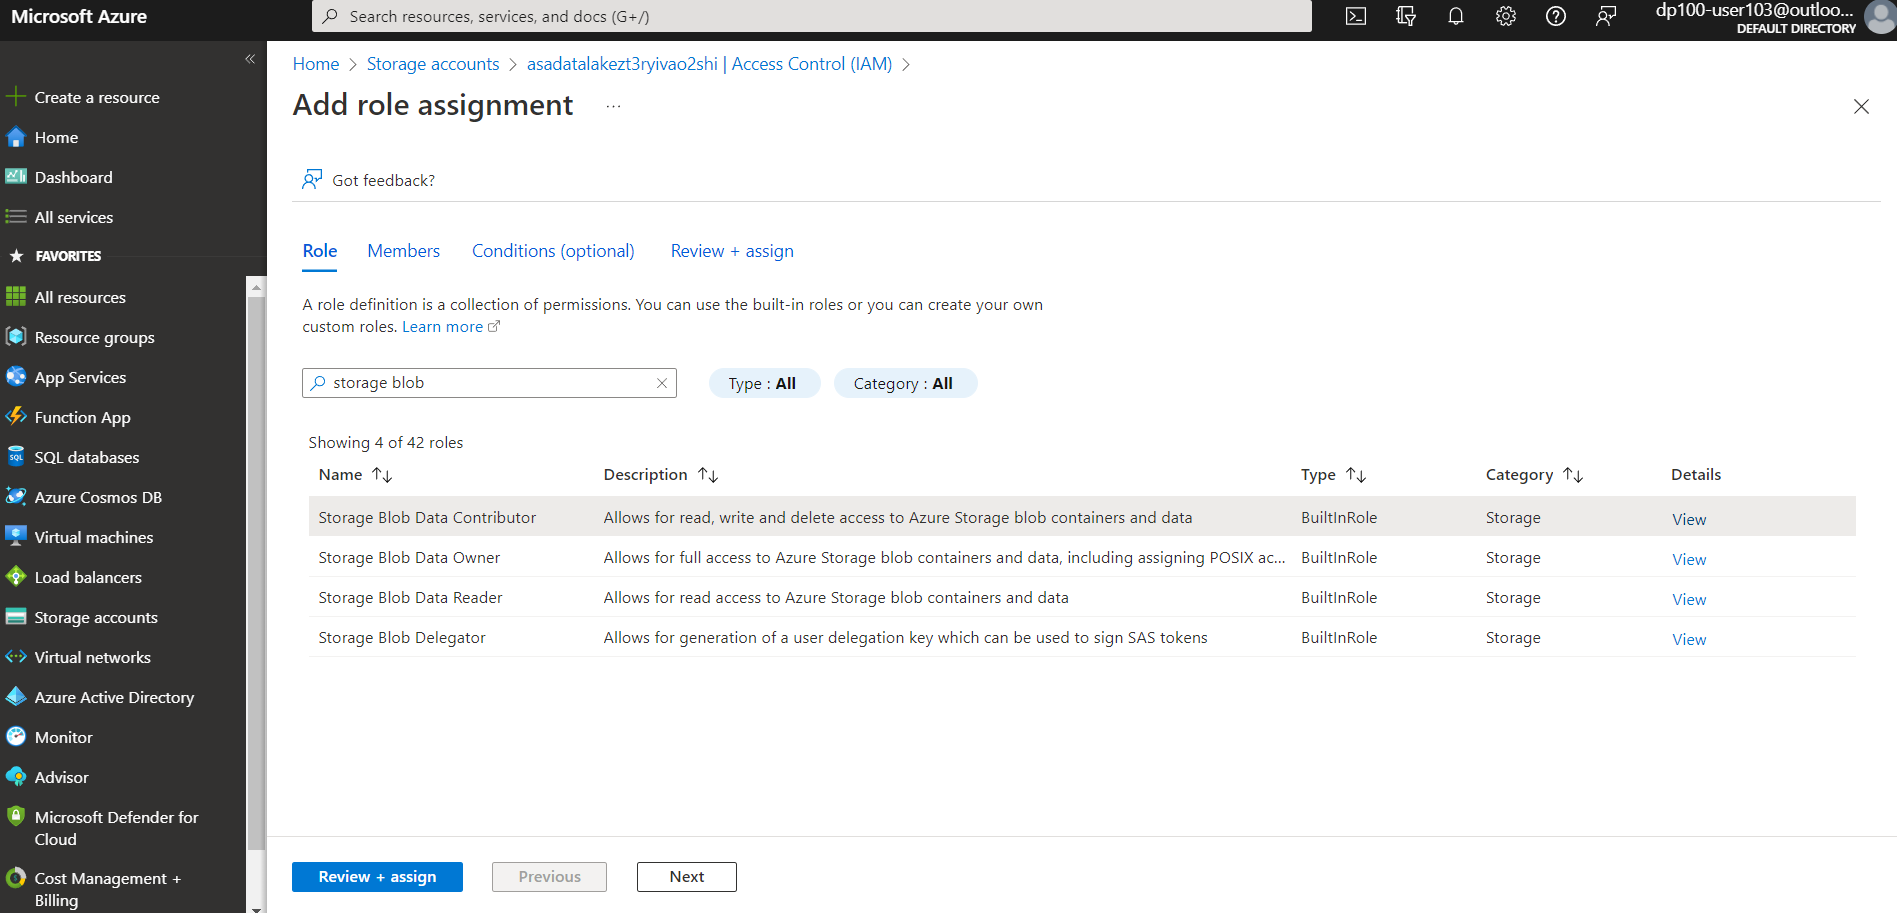 Microsoft Azure
Search resources, services, and docs (G+/)
dp100-user103@outloo...
DEFAULT DIRECTORY
Create a resource
Home
Dashboard
All services
FAVORITES
All resources
Resource groups
App Services
Function App
SQL databases
Azure Cosmos DB
Virtual machines
Load balancers
Storage accounts
Virtual networks
Azure Active Directory
Monitor
Advisor
Microsoft Defender for
Cloud
Cost Management +
Billing
Home > Storage accounts > asadatalakezt3ryivao2shi | Access Control (IAM) >
Add role assignment ...
Got feedback?
Role Members Conditions (optional) Review + assign
A role definition is a collection of permissions. You can use the built-in roles or you can create your own
custom roles. Learn more
storage blob
Type : All Category : All
Showing 4 of 42 roles
Name ↑↓ Description ↑↓ Type ↑↓ Category ↑↓ Details
Storage Blob Data Contributor Allows for read, write and delete access to Azure Storage blob containers and data BuiltInRole Storage View
Storage Blob Data Owner Allows for full access to Azure Storage blob containers and data, including assigning POSIX ac... BuiltInRole Storage View
Storage Blob Data Reader Allows for read access to Azure Storage blob containers and data BuiltInRole Storage View
Storage Blob Delegator Allows for generation of a user delegation key which can be used to sign SAS tokens BuiltInRole Storage View
Review + assign Previous Next